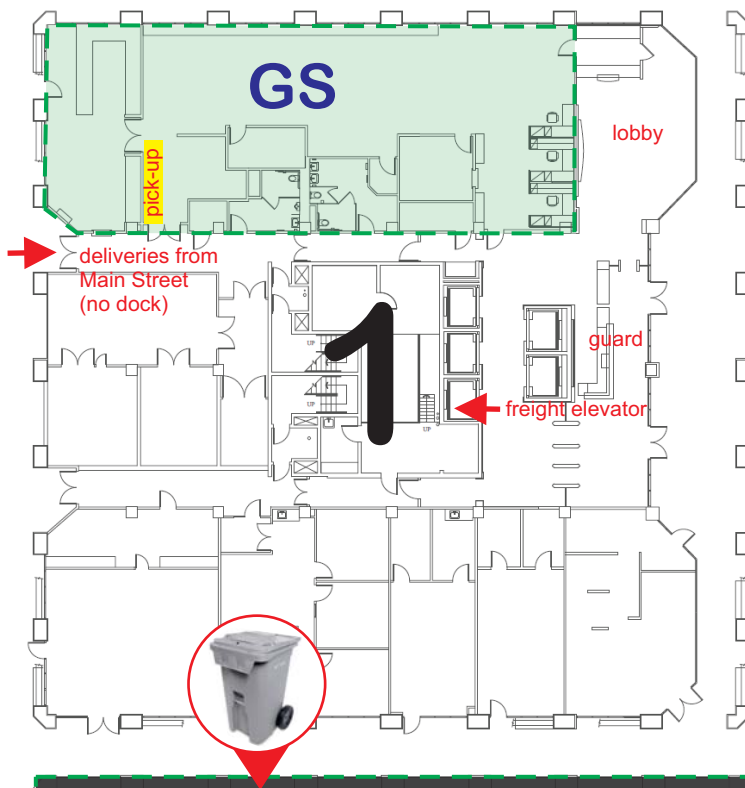 GS
lobby
pick-up
deliveries from
Main Street
(no dock)
1
UP
guard
UP
freight elevator
UP